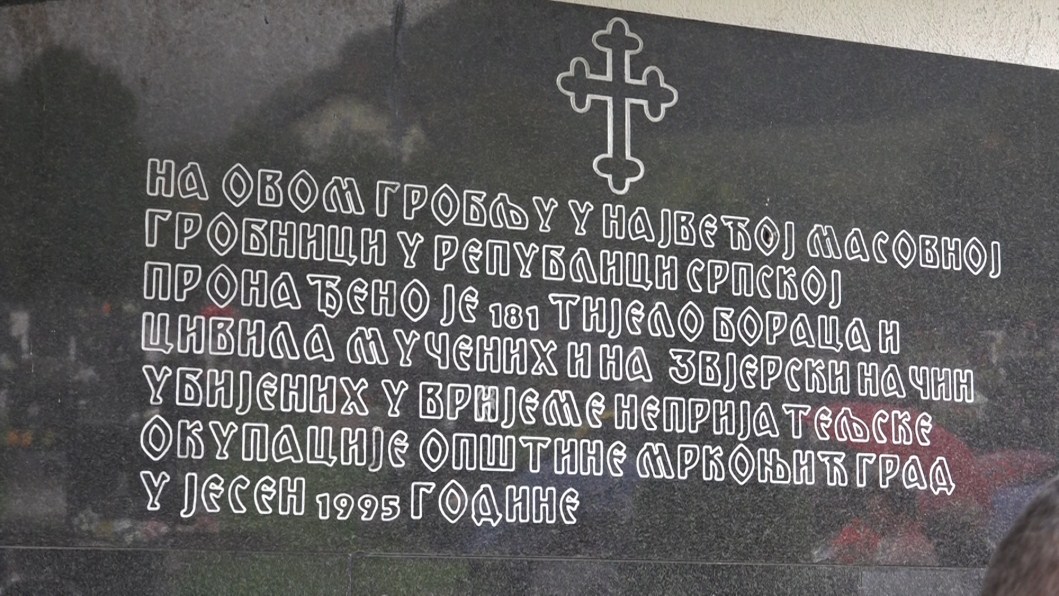 НА ОВОМ ГРОБЉУ У НАЈВЕЋОЈ МАСОВНОЈ
ГРОБНИЦИ У РЕПУБЛИЦИ СРПСКОЈ
ПРОНАЂЕНО ЈЕ 181 ТИЈЕЛО БОРАЦА И
ЦИВИЛА МУЧЕНИХ И НА ЗВЈЕРСКИ НАЧИН
УБИЈЕНИХ У ВРИЈЕМЕ НЕПРИЈАТЕЉСКЕ
ОКУПАЦИЈЕ ОПШТИНЕ МРКОЊИЋ ГРАД
У ЈЕСЕН 1995 ГОДИНЕ